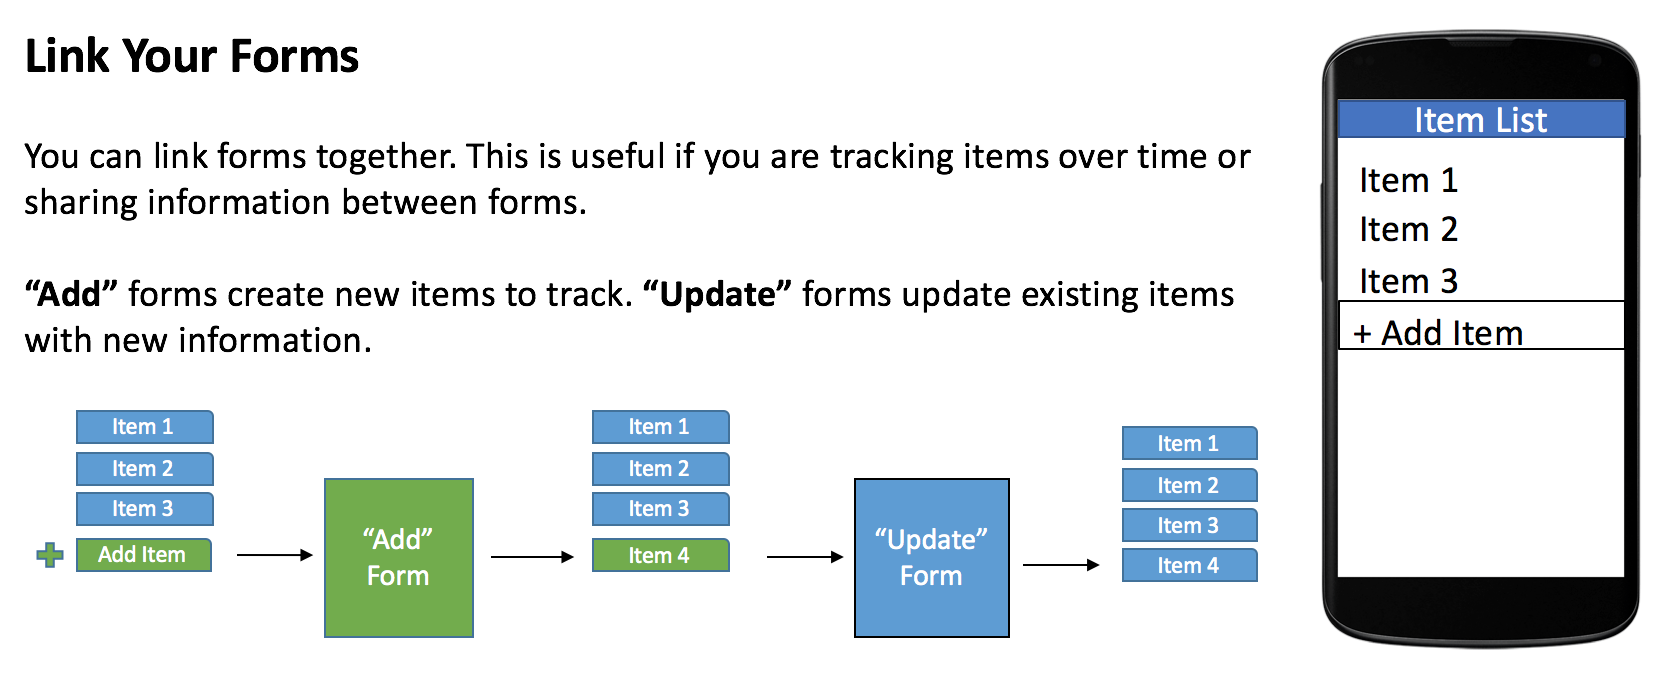 Link Your Forms
You can link forms together. This is useful if you are tracking items over time or
sharing information between forms.
“Add” forms create new items to track. “Update” forms update existing items
with new information.
Item 1
Item 2
Item 3
Add Item
“Add”
Form
Item 1
Item 2
Item 3
Item 4
“Update”
Form
Item 1
Item 2
Item 3
Item 4
Item List
Item 1
Item 2
Item 3
+ Add Item